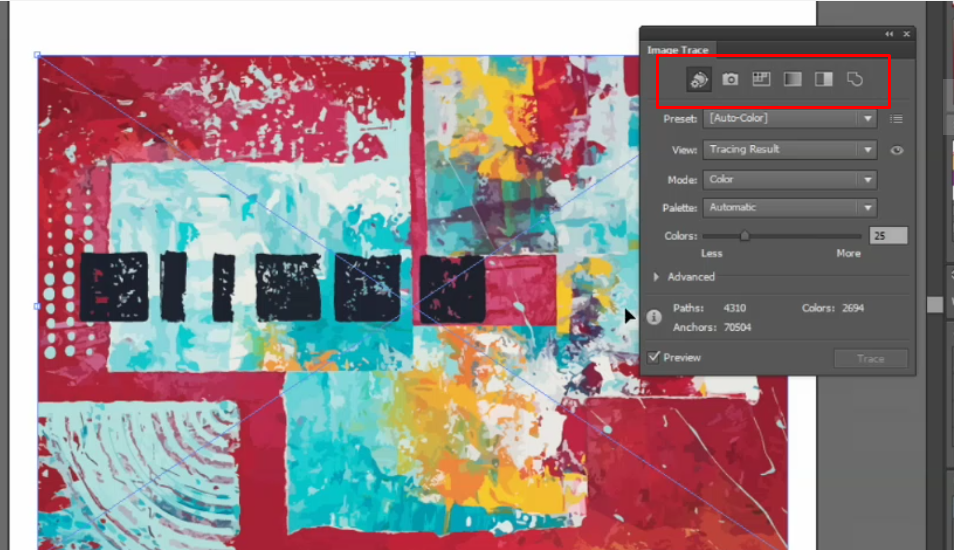 Image Trace
Preset: [Auto-Color]
View: Tracing Result
Mode: Color
Palette: Automatic
Colors: 25
Less More
Advanced
Paths: 4310 Colors: 2694
Anchors: 70504
Preview Trace